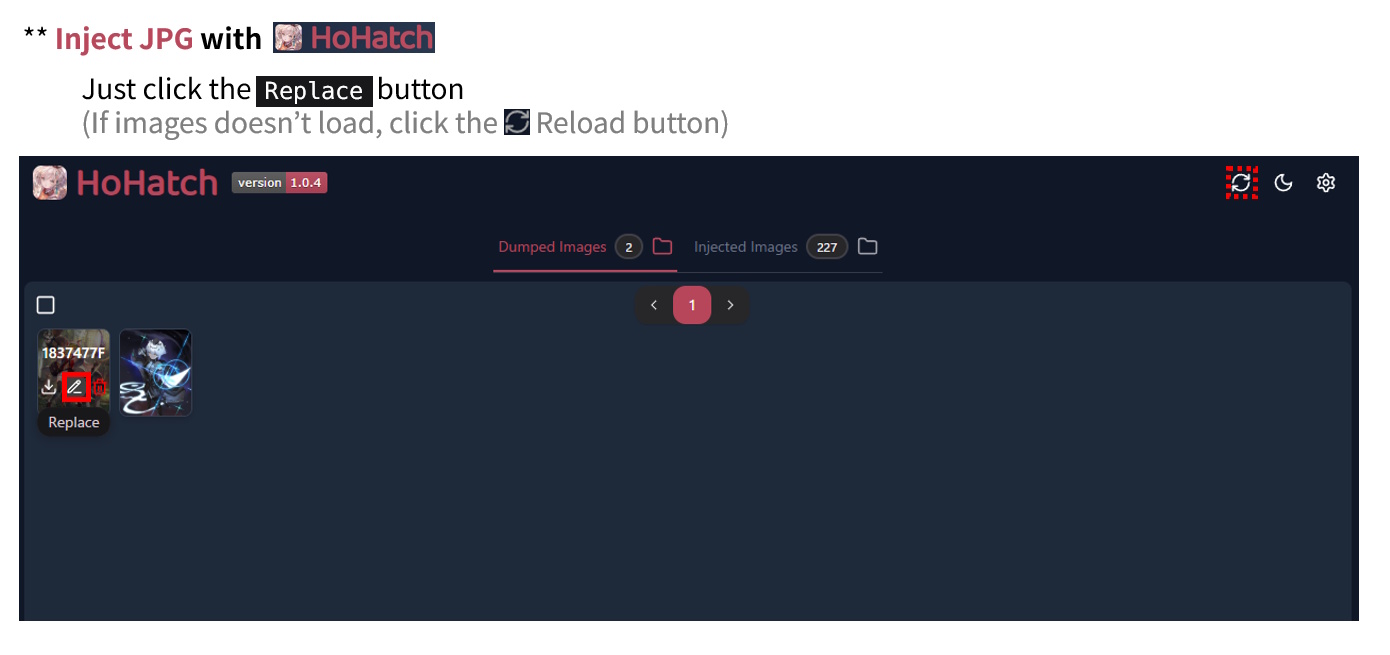 ** Inject JPG with HoHatch
Just click the Replace button
(If images doesn’t load, click the Reload button)
HoHatch version 1.0.4
Dumped Images 2 Injected Images 227
1
1837477F
Replace